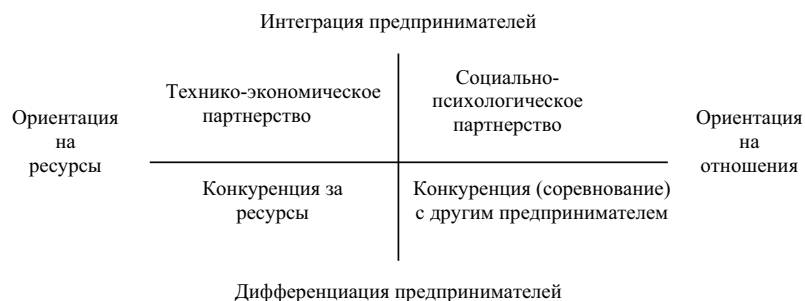 Интеграция предпринимателей
Технико-экономическое
партнерство
Социально-
психологическое
партнерство
Ориентация
на
ресурсы
Ориентация
на
отношения
Конкуренция за
ресурсы
Конкуренция (соревнование)
с другим предпринимателем
Дифференциация предпринимателей